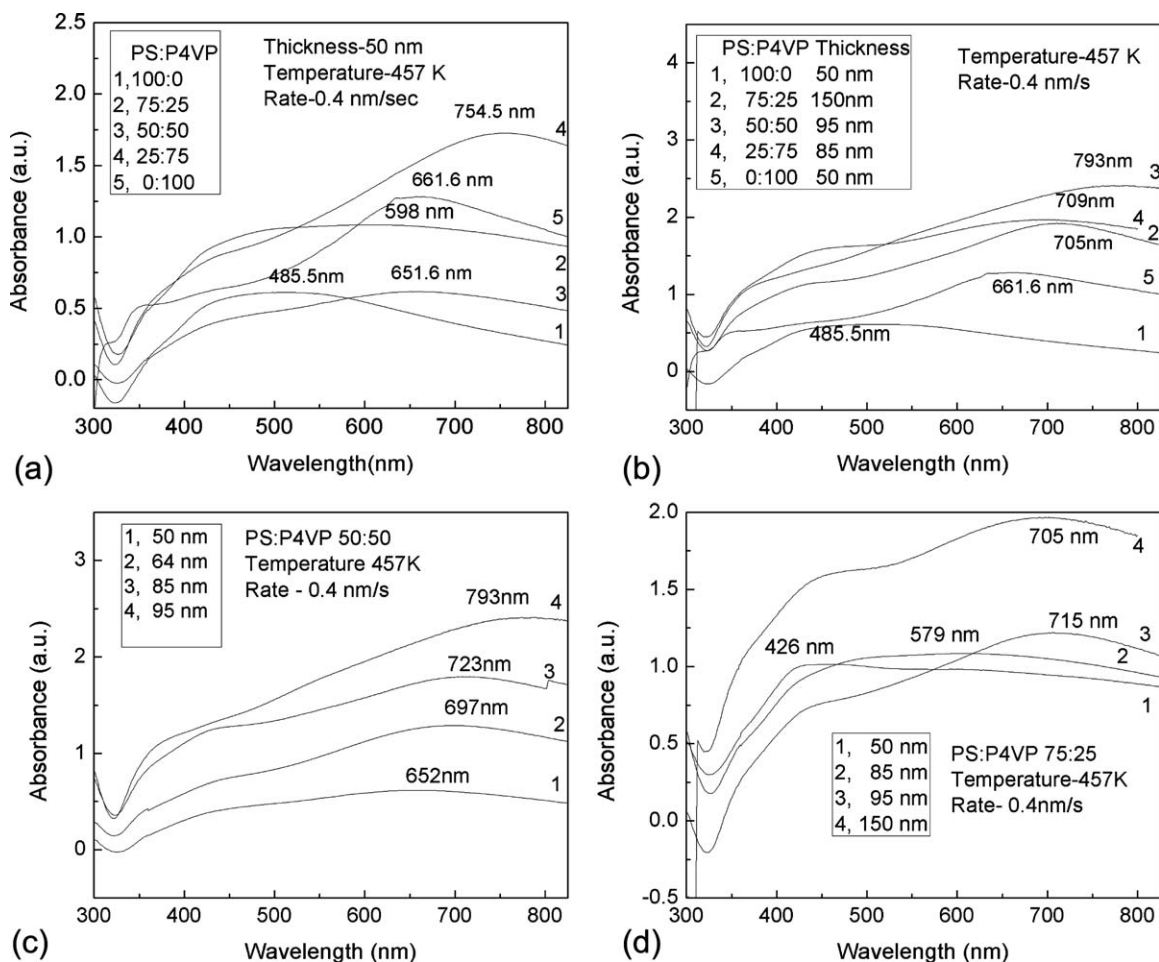 2.5
2.0
1.5
1.0
0.5
0.0
Absorbance (a.u.)
PS:P4VP
1,100:0
2, 75:25
3, 50:50
4, 25:75
5, 0:100
Thickness-50 nm
Temperature-457 K
Rate-0.4 nm/sec
754.5 nm
4
661.6 nm
598 nm
5
485.5nm
651.6 nm
2
3
1
300 400 500 600 700 800
Wavelength(nm)
(a)
4
3
2
1
0
Absorbance (a.u.)
PS:P4VP Thickness
1, 100:0 50 nm
2, 75:25 150nm
3, 50:50 95 nm
4, 25:75 85 nm
5, 0:100 50 nm
Temperature-457 K
Rate-0.4 nm/s
793nm
3
709nm
4
705nm
2
661.6 nm
5
485.5nm
1
300 400 500 600 700 800
Wavelength (nm)
(b)
3
2
1
0
Absorbance (a.u.)
1, 50 nm
2, 64 nm
3, 85 nm
4, 95 nm
PS:P4VP 50:50
Temperature 457K
Rate - 0.4 nm/s
793nm
4
723nm
3
697nm
2
652nm
1
300 400 500 600 700 800
Wavelength (nm)
(c)
2.0
1.5
1.0
0.5
0.0
-0.5
Absorbance (a.u.)
705 nm
4
715 nm
3
426 nm
579 nm
2
1
1, 50 nm
2, 85 nm
3, 95 nm
4, 150 nm
PS:P4VP 75:25
Temperature-457K
Rate- 0.4nm/s
300 400 500 600 700 800
Wavelength (nm)
(d)